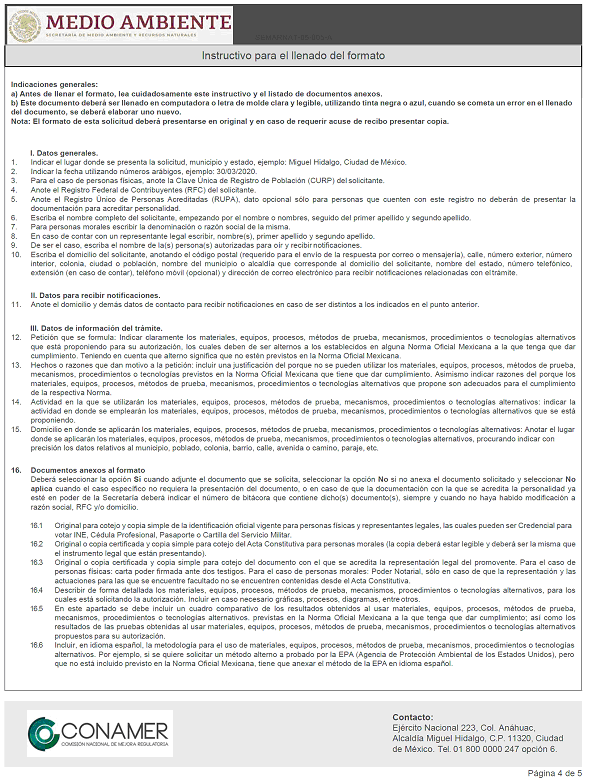 MEDIO AMBIENTE
SECRETARÍA DE MEDIO AMBIENTE Y RECURSOS NATURALES
Instructivo para el llenado del formato
Indicaciones generales:
a) Antes de llenar el formato, lea cuidadosamente este instructivo y el listado de documentos anexos.
b) Este documento deberá ser llenado en computadora o letra de molde clara y legible, utilizando tinta negra o azul, cuando se cometa un error en el llenado
del documento, se deberá elaborar uno nuevo.
Nota: El formato de esta solicitud deberá presentarse en original y en caso de requerir acuse de recibo presentar copia.
I. Datos generales.
1. Indicar el lugar donde se presenta la solicitud, municipio y estado, ejemplo: Miguel Hidalgo, Ciudad de México.
2. Indicar la fecha utilizando números arábigos, ejemplo: 30/03/2020.
3. Para el caso de personas físicas, anote la Clave Única de Registro de Población (CURP) del solicitante.
4. Anote el Registro Federal de Contribuyentes (RFC) del solicitante.
5. Anote el Registro Único de Personas Acreditadas (RUPA), dato opcional sólo para personas que cuenten con este registro no deberán de presentar la
documentación para acreditar personalidad.
6. Escriba el nombre completo del solicitante, empezando por el nombre o nombres, seguido del primer apellido y segundo apellido.
7. Para personas morales escribir la denominación o razón social de la misma.
8. En caso de contar con un representante legal escribir, nombre(s), primer apellido y segundo apellido.
9. De ser el caso, escriba el nombre de la(s) persona(s) autorizadas para oír y recibir notificaciones.
10. Escriba el domicilio del solicitante, anotando el código postal (requerido para el envío de la respuesta por correo o mensajería), calle, número exterior, número
interior, colonia, ciudad o población, nombre del municipio o alcaldía que corresponde al domicilio del solicitante, nombre del estado, número telefónico,
extensión (en caso de contar), teléfono móvil (opcional) y dirección de correo electrónico para recibir notificaciones relacionadas con el trámite.
II. Datos para recibir notificaciones.
11. Anote el domicilio y demás datos de contacto para recibir notificaciones en caso de ser distintos a los indicados en el punto anterior.
III. Datos de información del trámite.
12. Petición que se formula: Indicar claramente los materiales, equipos, procesos, métodos de prueba, mecanismos, procedimientos o tecnologías alternativos
que está proponiendo para su autorización, los cuales deben de ser alternos a los establecidos en alguna Norma Oficial Mexicana a la que tenga que dar
cumplimiento. Teniendo en cuenta que alterno significa que no estén previstos en la Norma Oficial Mexicana.
13. Hechos o razones que dan motivo a la petición: incluir una justificación del porque no se pueden utilizar los materiales, equipos, procesos, métodos de prueba,
mecanismos, procedimientos o tecnologías previstos en la Norma Oficial Mexicana que tiene que dar cumplimiento. Asimismo indicar razones del porque los
materiales, equipos, procesos, métodos de prueba, mecanismos, procedimientos o tecnologías alternativos que propone son adecuados para el cumplimiento
de la respectiva Norma.
14. Actividad en la que se utilizarán los materiales, equipos, procesos, métodos de prueba, mecanismos, procedimientos o tecnologías alternativos: indicar la
actividad en donde se emplearán los materiales, equipos, procesos, métodos de prueba, mecanismos, procedimientos o tecnologías alternativos que se está
proponiendo.
15. Domicilio en donde se aplicarán los materiales, equipos, procesos, métodos de prueba, mecanismos, procedimientos o tecnologías alternativos: Anotar el lugar
donde se aplicarán los materiales, equipos, procesos, métodos de prueba, mecanismos, procedimientos o tecnologías alternativos, procurando indicar con
precisión los datos relativos al municipio, poblado, colonia, barrio, calle, avenida o camino, paraje, etc.
16. Documentos anexos al formato
Deberá seleccionar la opción Sí cuando adjunte el documento que se solicita, seleccionar la opción No si no anexa el documento solicitado y seleccionar No
aplica cuando el caso específico no requiera la presentación del documento, o en caso de que la documentación con la que se acredita la personalidad ya
esté en poder de la Secretaría deberá indicar el número de bitácora que contiene dicho(s) documento(s), siempre y cuando no haya habido modificación a
razón social, RFC y/o domicilio.
16.1 Original para cotejo y copia simple de la identificación oficial vigente para personas físicas y representantes legales, las cuales pueden ser Credencial para
votar INE, Cédula Profesional, Pasaporte o Cartilla del Servicio Militar.
16.2 Original o copia certificada y copia simple para cotejo del Acta Constitutiva para personas morales (la copia deberá estar legible y deberá ser la misma que
el instrumento legal que están presentando).
16.3 Original o copia certificada y copia simple para cotejo del documento con el que se acredita la representación legal del promovente. Para el caso de
personas físicas: carta poder firmada ante dos testigos. Para el caso de personas morales: Poder Notarial, sólo en caso de que la representación y las
actuaciones para las que se encuentre facultado no se encuentren contenidas desde el Acta Constitutiva.
16.4 Describir de forma detallada los materiales, equipos, procesos, métodos de prueba, mecanismos, procedimientos o tecnologías alternativos, para los
cuales está solicitando la autorización. Incluir en caso necesario gráficas, procesos, diagramas, entre otros.
16.5 En este apartado se debe incluir un cuadro comparativo de los resultados obtenidos al usar materiales, equipos, procesos, métodos de prueba,
mecanismos, procedimientos o tecnologías alternativos. previstas en la Norma Oficial Mexicana a la que tenga que dar cumplimiento; así como los
resultados de las pruebas obtenidas al usar materiales, equipos, procesos, métodos de prueba, mecanismos, procedimientos o tecnologías alternativos
propuestos para su autorización.
16.6 Incluir, en idioma español, la metodología para el uso de materiales, equipos, procesos, métodos de prueba, mecanismos, procedimientos o tecnologías
alternativos. Por ejemplo, si se quiere solicitar un método alterno a probado por la EPA (Agencia de Protección Ambiental de los Estados Unidos), pero
que no está incluido previsto en la Norma Oficial Mexicana, tiene que anexar el método de la EPA en idioma español.
CONAMER
COMISIÓN NACIONAL DE MEJORA REGULATORIA
Contacto:
Ejército Nacional 223, Col. Anáhuac,
Alcaldía Miguel Hidalgo, C.P. 11320, Ciudad
de México. Tel. 01 800 0000 247 opción 6.
Página 4 de 5